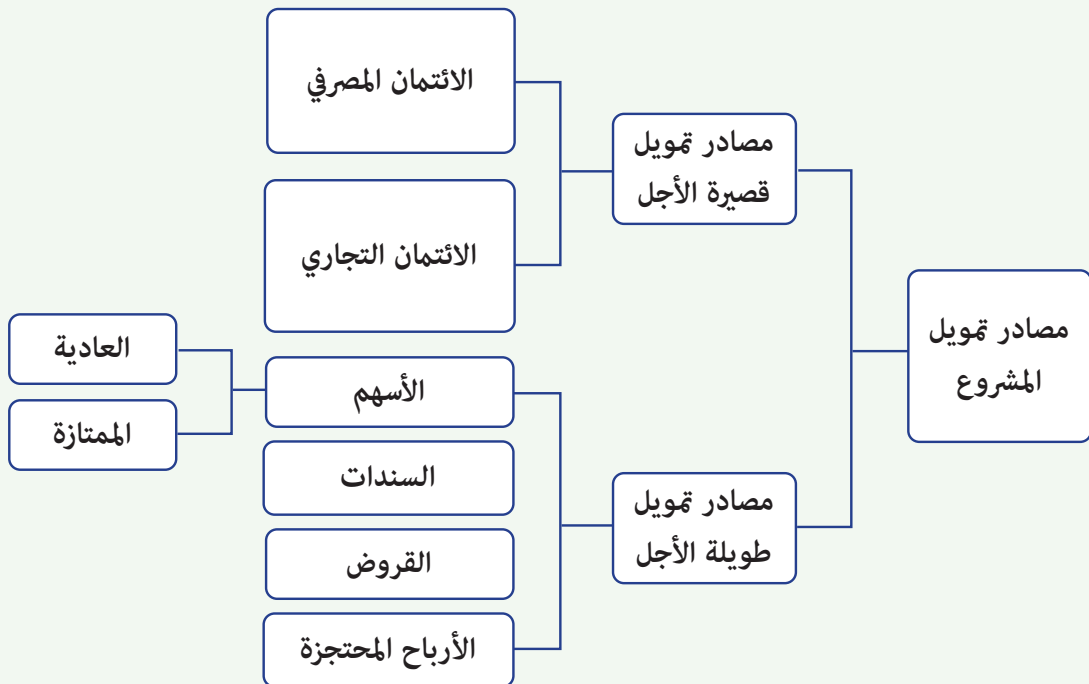 مصادر تمويل
المشروع
مصادر تمويل
قصيرة الأجل
الائتمان المصرفي
الائتمان التجاري
مصادر تمويل
طويلة الأجل
الأسهم
العادية
الممتازة
السندات
القروض
الأرباح المحتجزة